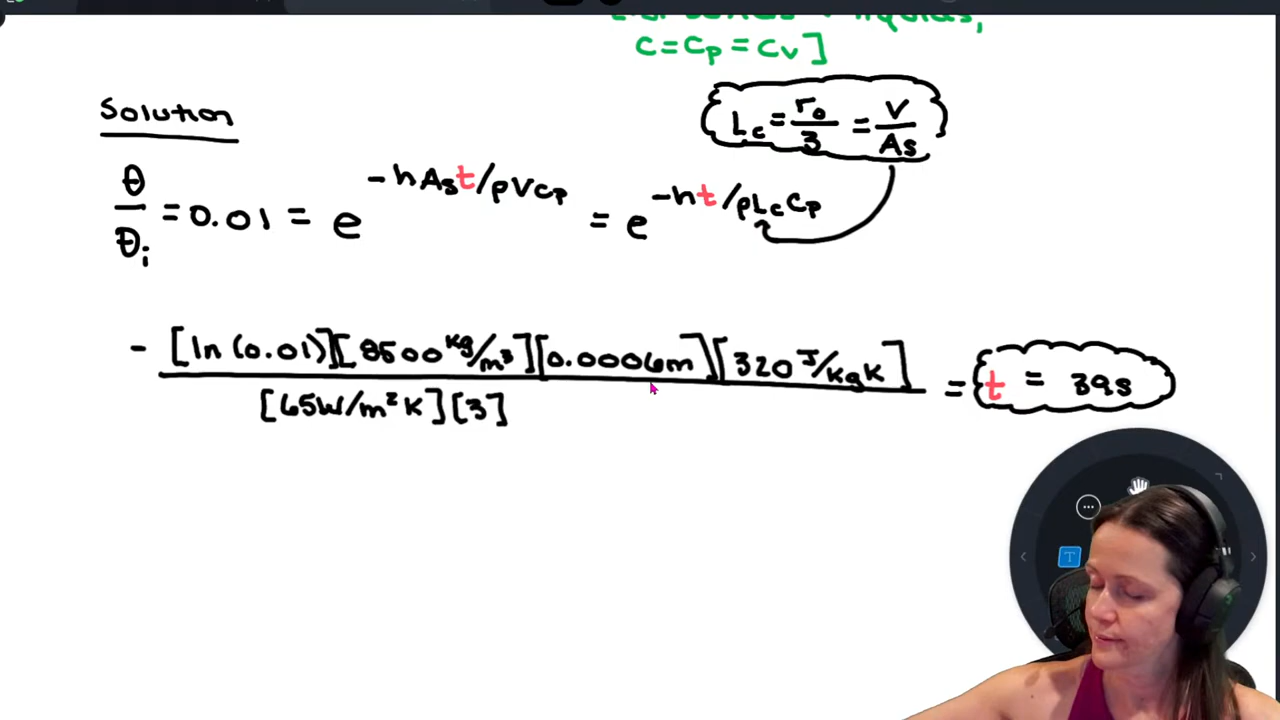 c = Cp = Cv ]
Solution
Lc = ro/3 = V/As
θ/θi = 0.01 = e^(-hAst/ρVCp) = e^(-ht/ρLcCp)
- [ln(0.01)][8500 kg/m³][0.0006m][320 J/kgK] / [65W/m²K][3] = t = 39s
T